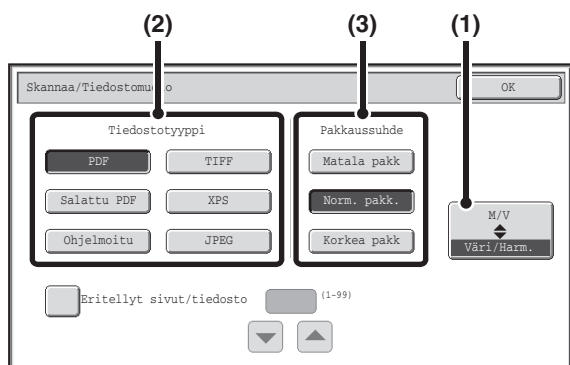 (2) (3) (1)
Skannaa/Tiedostomuoto OK
Tiedostotyyppi Pakkaussuhde
PDF TIFF Matala pakk
Salattu PDF XPS Norm. pakk. M/V
Väri/Harm.
Ohjelmoitu JPEG Korkea pakk
Eritellyt sivut/tiedosto (1-99)